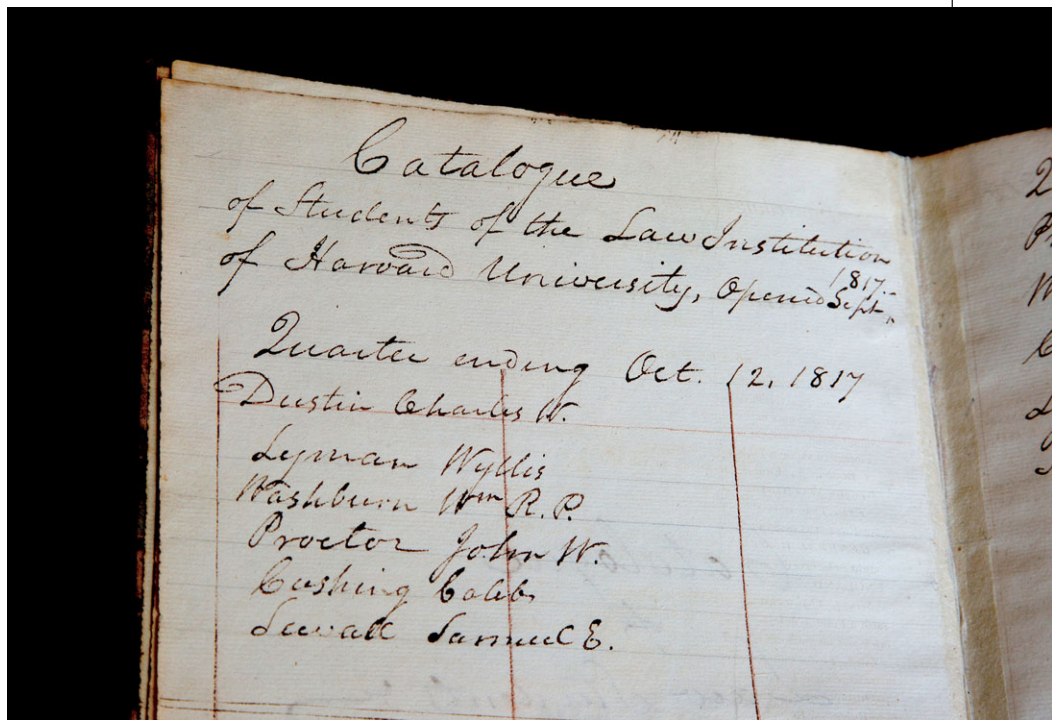 Catalogue
of Students of the Law Institution
of Harvard University, Opened Sept,
1817.
Quarter ending Oct. 12, 1817
Dustin Charles W.
Lyman Wyllis
Washburn Wm R. P.
Proctor John W.
Cushing Caleb
Sewall Samuel E.